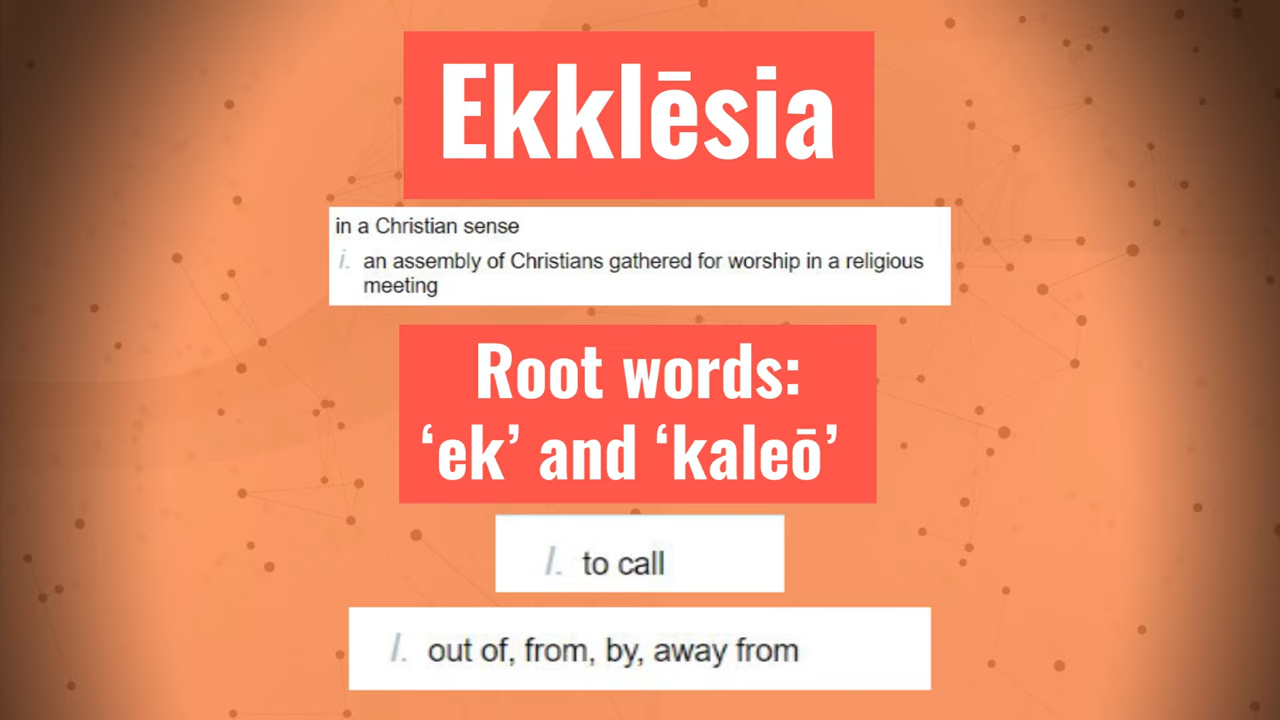 Ekklēsia
in a Christian sense
i. an assembly of Christians gathered for worship in a religious
meeting
Root words:
‘ek’ and ‘kaleō’
I. to call
I. out of, from, by, away from